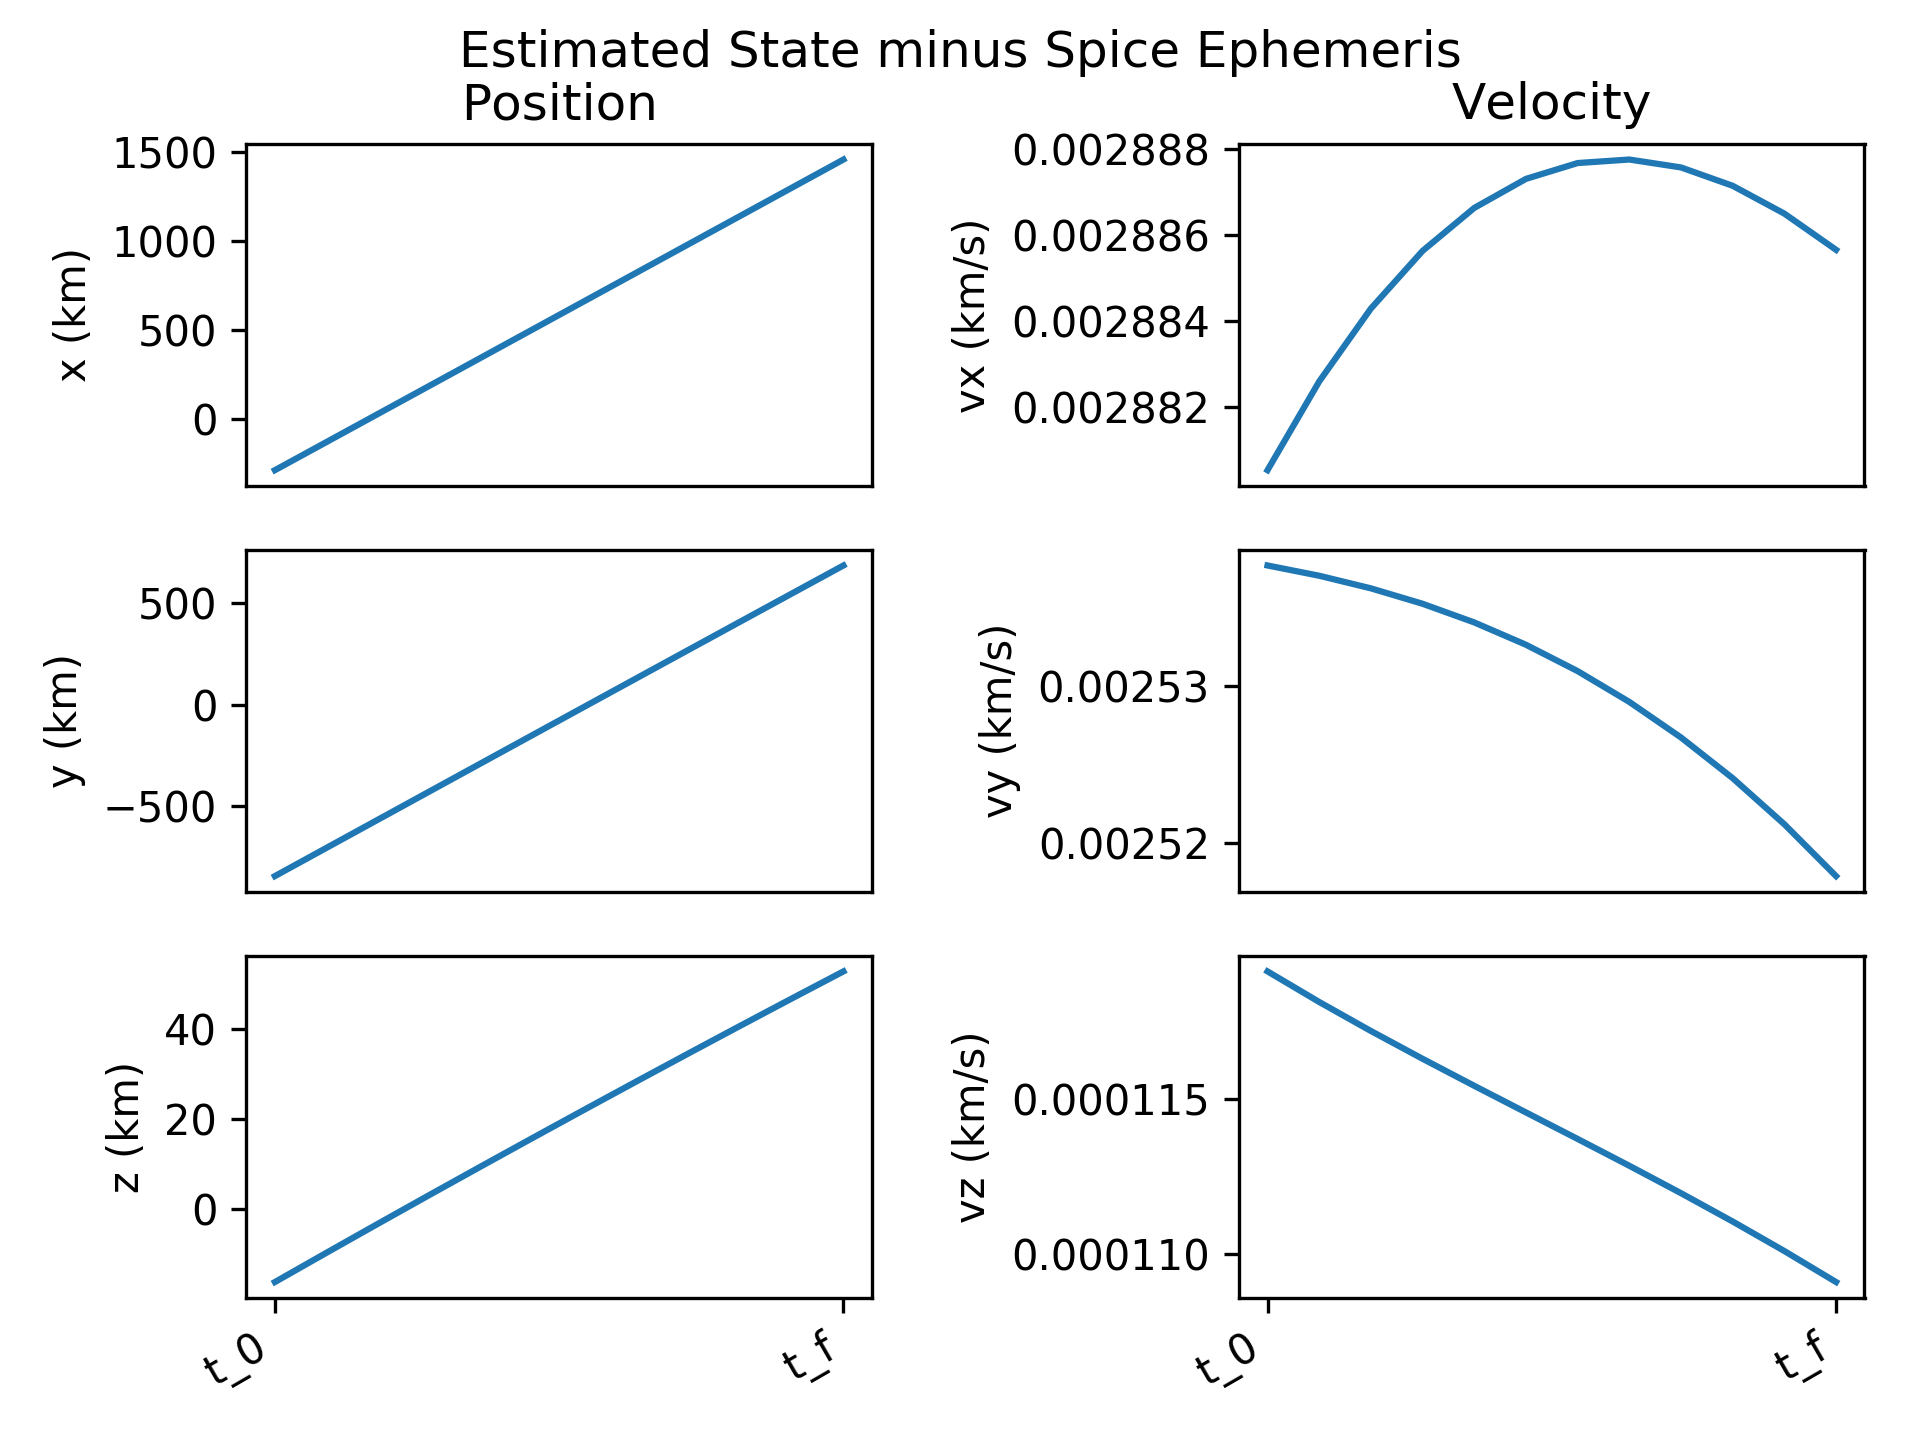 Estimated State minus Spice Ephemeris
Position
Velocity
1500
1000
500
0
x (km)
0.002888
0.002886
0.002884
0.002882
vx (km/s)
500
0
−500
y (km)
0.00253
0.00252
vy (km/s)
40
20
0
z (km)
0.000115
0.000110
vz (km/s)
t_0
t_f
t_0
t_f